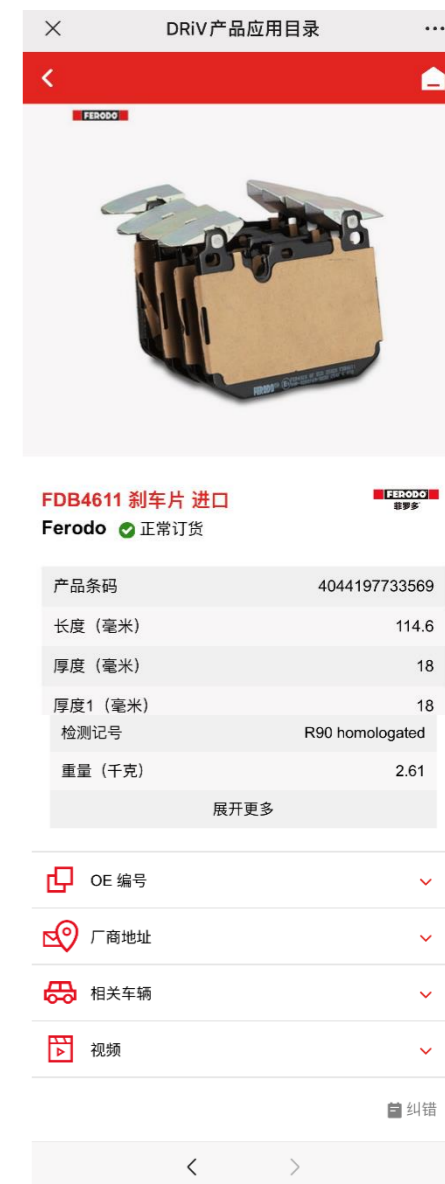 DRiV产品应用目录
FERODO
FERODO
FDB4611 刹车片 进口
FERODO
菲罗多
Ferodo 正常订货
产品条码 4044197733569
长度（毫米） 114.6
厚度（毫米） 18
厚度1（毫米） 18
检测记号 R90 homologated
重量（千克） 2.61
展开更多
OE 编号
厂商地址
相关车辆
视频
纠错